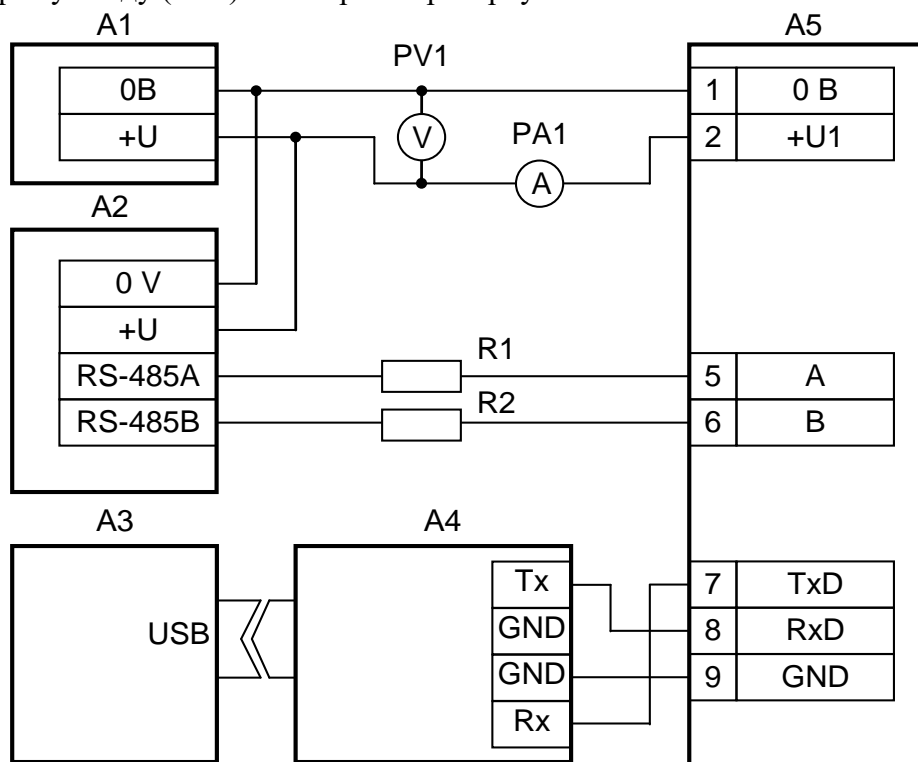 A1
A5
PV1
0В
1
0 В
+U
V
PA1
2
+U1
A
A2
0 V
+U
R1
RS-485A
5
A
R2
RS-485B
6
B
A3
A4
Tx
7
TxD
USB
GND
8
RxD
GND
9
GND
Rx